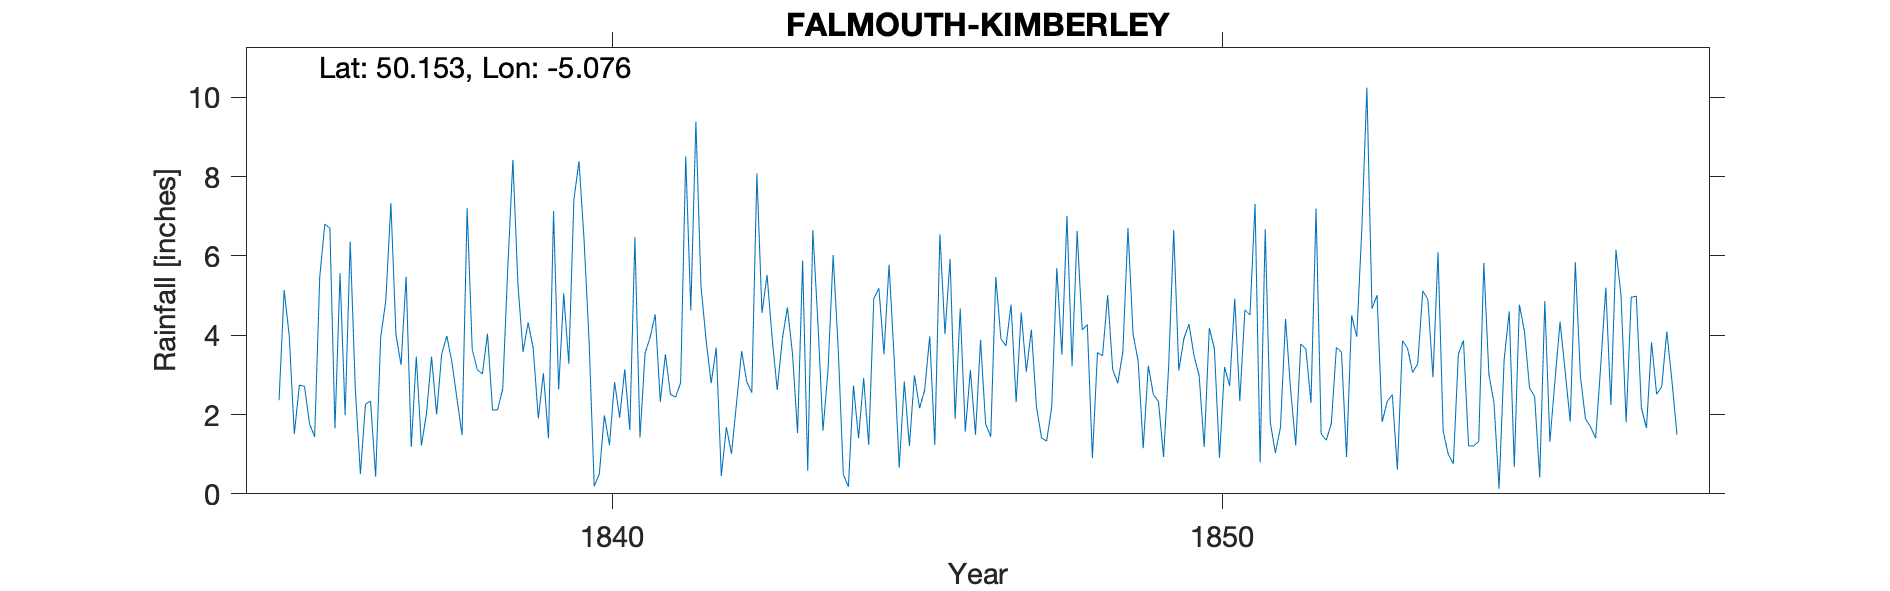 FALMOUTH-KIMBERLEY
Lat: 50.153, Lon: -5.076
Rainfall [inches]
10
8
6
4
2
0
1840 1850
Year